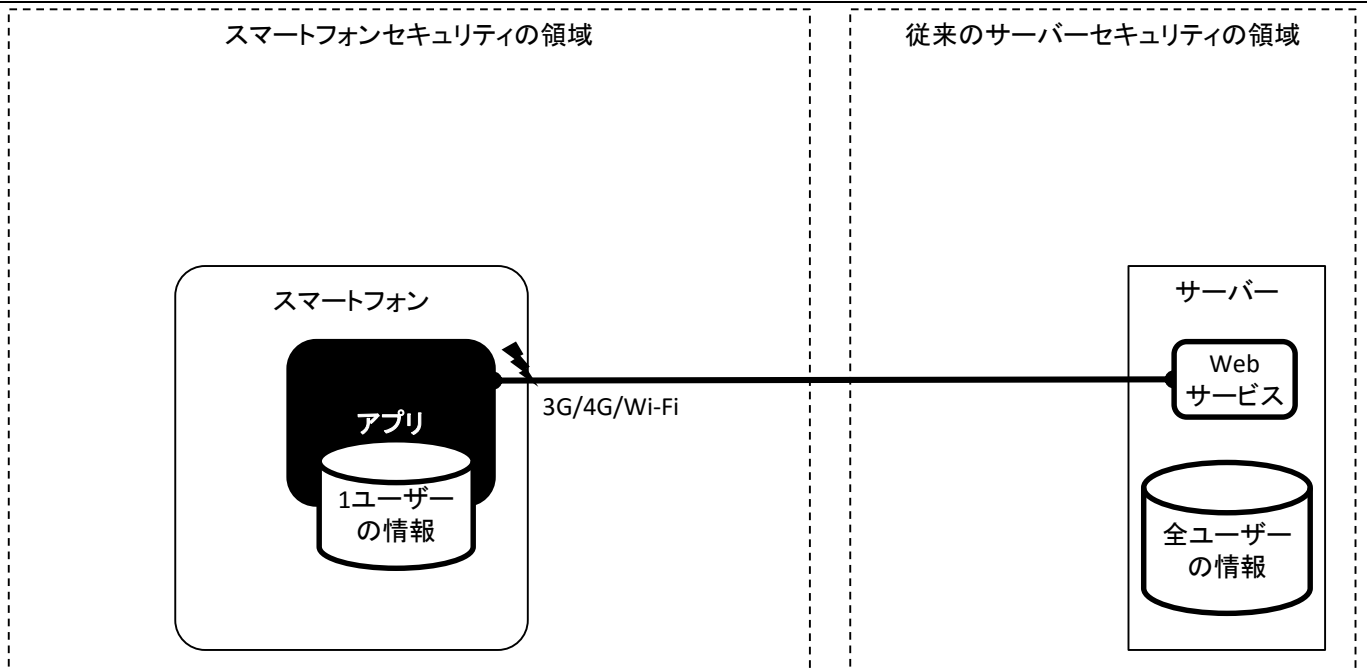 スマートフォンセキュリティの領域
従来のサーバーセキュリティの領域
スマートフォン
アプリ
1ユーザー
の情報
3G/4G/Wi-Fi
サーバー
Web
サービス
全ユーザー
の情報